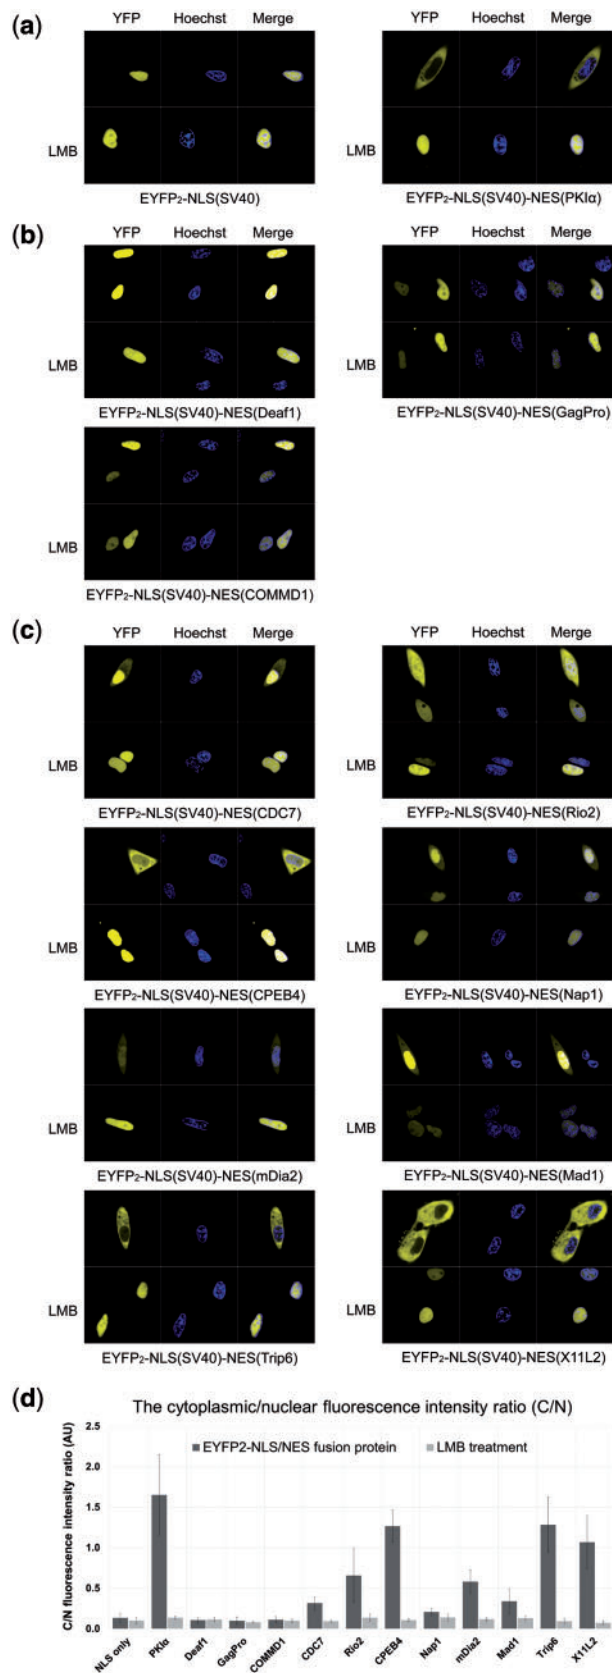 (a)
YFP Hoechst Merge YFP Hoechst Merge
LMB LMB
EYFP₂-NLS(SV40) EYFP₂-NLS(SV40)-NES(PKIα)
(b)
YFP Hoechst Merge YFP Hoechst Merge
LMB LMB
EYFP₂-NLS(SV40)-NES(Deaf1) EYFP₂-NLS(SV40)-NES(GagPro)
LMB
EYFP₂-NLS(SV40)-NES(COMMD1)
(c)
YFP Hoechst Merge YFP Hoechst Merge
LMB LMB
EYFP₂-NLS(SV40)-NES(CDC7) EYFP₂-NLS(SV40)-NES(Rio2)
LMB LMB
EYFP₂-NLS(SV40)-NES(CPEB4) EYFP₂-NLS(SV40)-NES(Nap1)
LMB LMB
EYFP₂-NLS(SV40)-NES(mDia2) EYFP₂-NLS(SV40)-NES(Mad1)
LMB LMB
EYFP₂-NLS(SV40)-NES(Trip6) EYFP₂-NLS(SV40)-NES(X11L2)
(d)
The cytoplasmic/nuclear fluorescence intensity ratio (C/N)
C/N fluorescence intensity ratio (AU)
2.5
EYFP2-NLS/NES fusion protein LMB treatment
2.0
1.5
1.0
0.5
0.0
NLS only PKIα Deaf1 GagPro COMMD1 CDC7 Rio2 CPEB4 Nap1 mDia2 Mad1 Trip6 X11L2